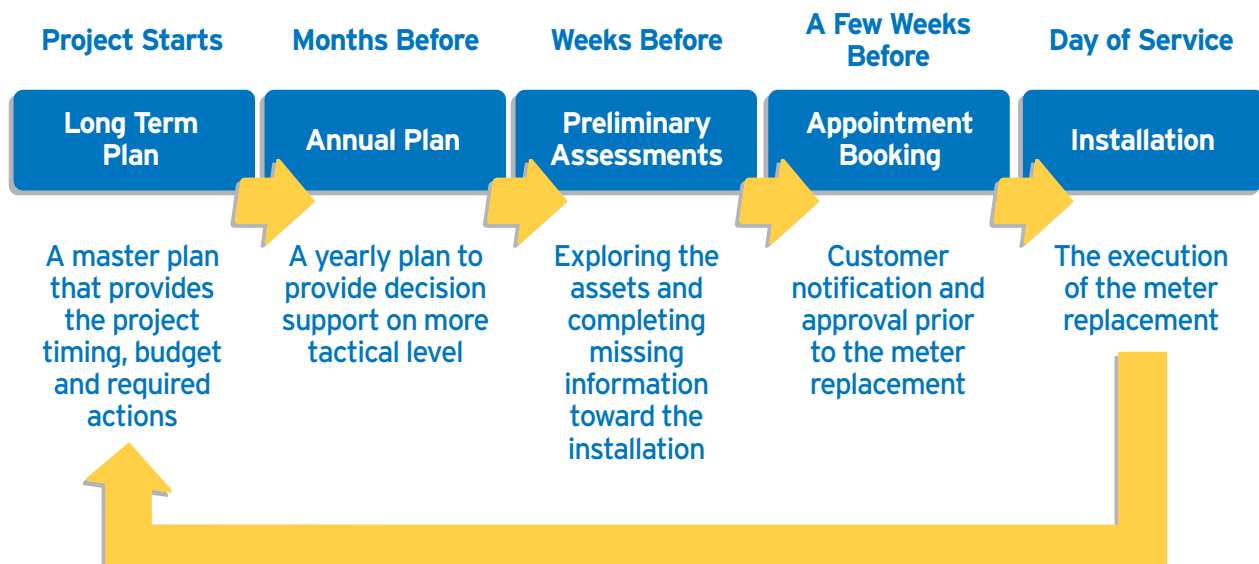 Project Starts
Months Before
Weeks Before
A Few Weeks
Before
Day of Service
Long Term
Plan
Annual Plan
Preliminary
Assessments
Appointment
Booking
Installation
A master plan
that provides
the project
timing, budget
and required
actions
A yearly plan to
provide decision
support on more
tactical level
Exploring the
assets and
completing
missing
information
toward the
installation
Customer
notification and
approval prior
to the meter
replacement
The execution
of the meter
replacement